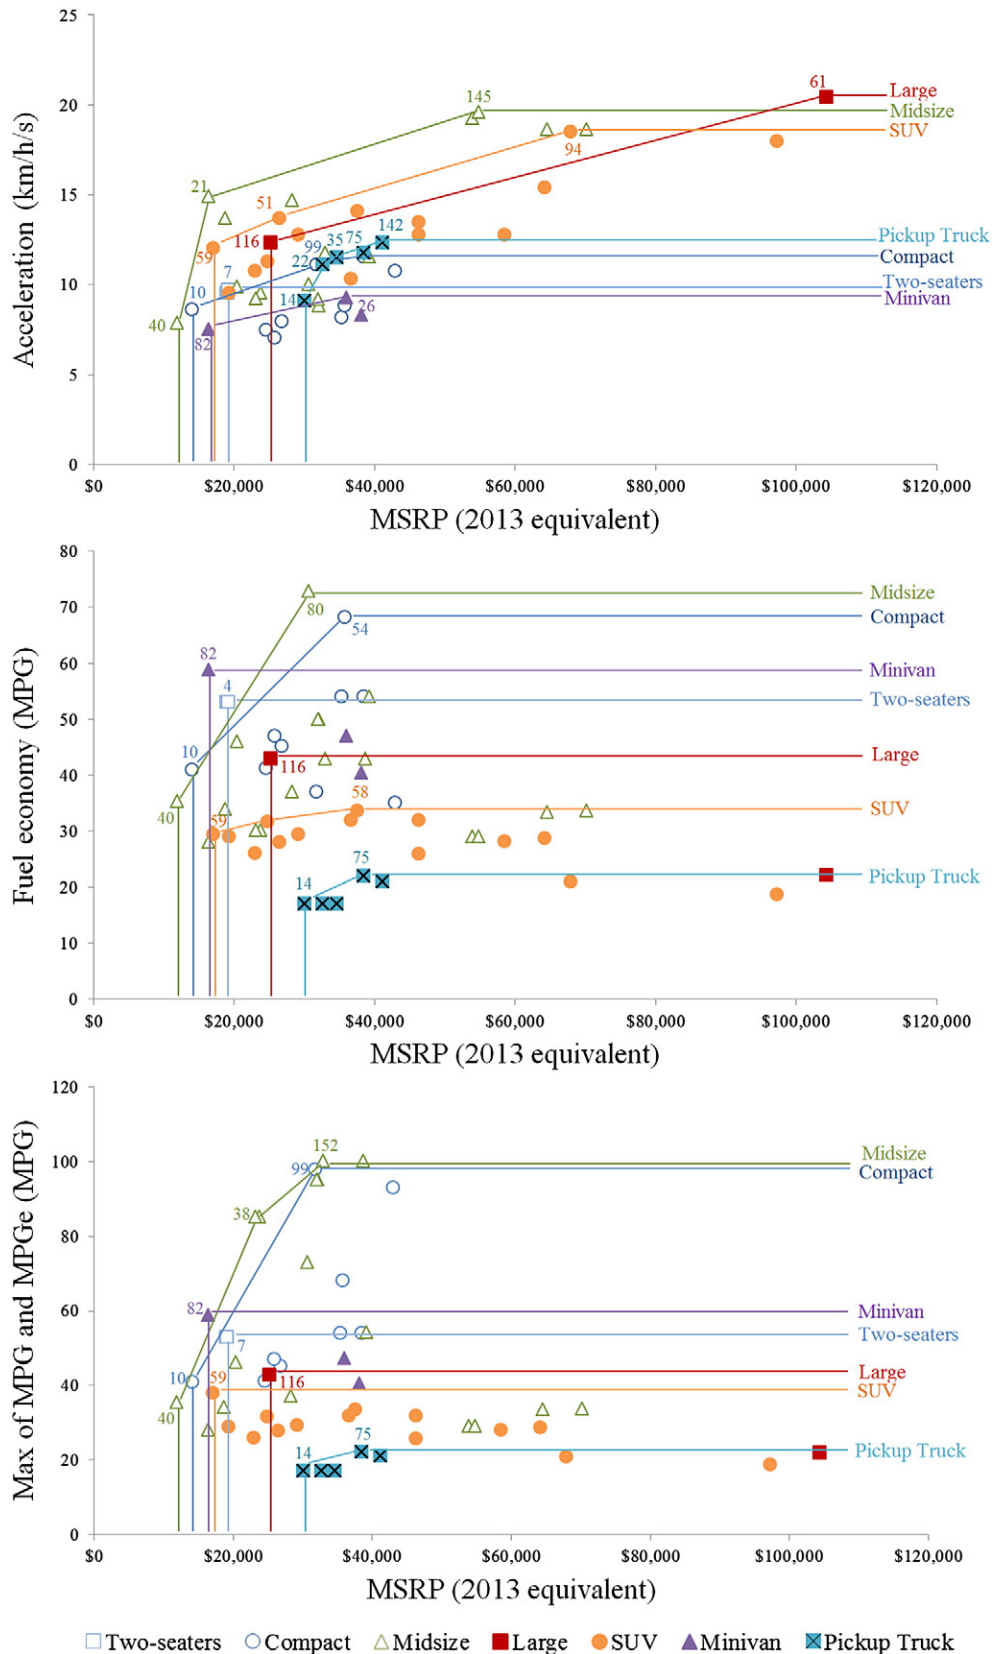 25
20
15
10
5
0
Acceleration (km/h/s)
61
Large
145
Midsize
SUV
94
21
51
142
Pickup Truck
116
99
35
75
Compact
59
22
7
Two-seaters
10
14
26
Minivan
40
82
$0
$20,000
$40,000
$60,000
$80,000
$100,000
$120,000
MSRP (2013 equivalent)
80
70
60
50
40
30
20
10
0
Fuel economy (MPG)
Midsize
80
Compact
54
82
Minivan
4
Two-seaters
10
Large
116
58
SUV
40
59
75
14
Pickup Truck
$0
$20,000
$40,000
$60,000
$80,000
$100,000
$120,000
MSRP (2013 equivalent)
120
100
80
60
40
20
0
Max of MPG and MPGe (MPG)
152
Midsize
99
Compact
38
82
Minivan
7
Two-seaters
10
59
116
Large
SUV
40
75
14
Pickup Truck
$0
$20,000
$40,000
$60,000
$80,000
$100,000
$120,000
MSRP (2013 equivalent)
Two-seaters
Compact
Midsize
Large
SUV
Minivan
Pickup Truck